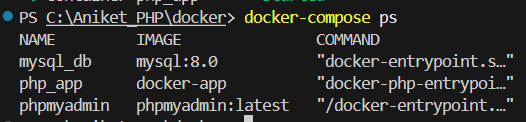 PS C:\Aniket_PHP\docker> docker-compose ps
NAME IMAGE COMMAND
mysql_db mysql:8.0 "docker-entrypoint.s…"
php_app docker-app "docker-php-entrypoi…"
phpmyadmin phpmyadmin:latest "/docker-entrypoint.…"